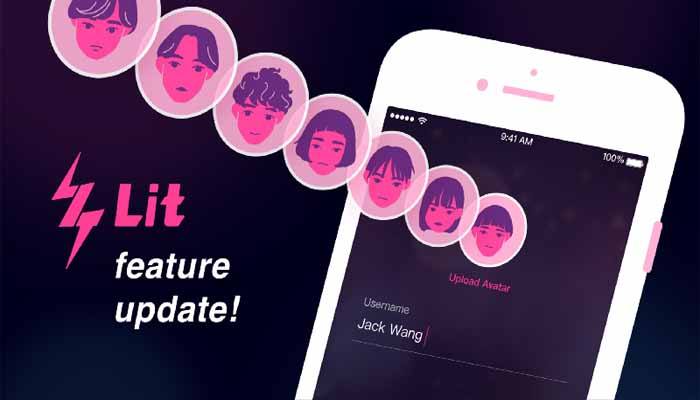 Lit
feature
update!
9:41 AM
100%
Upload Avatar
Username
Jack Wang